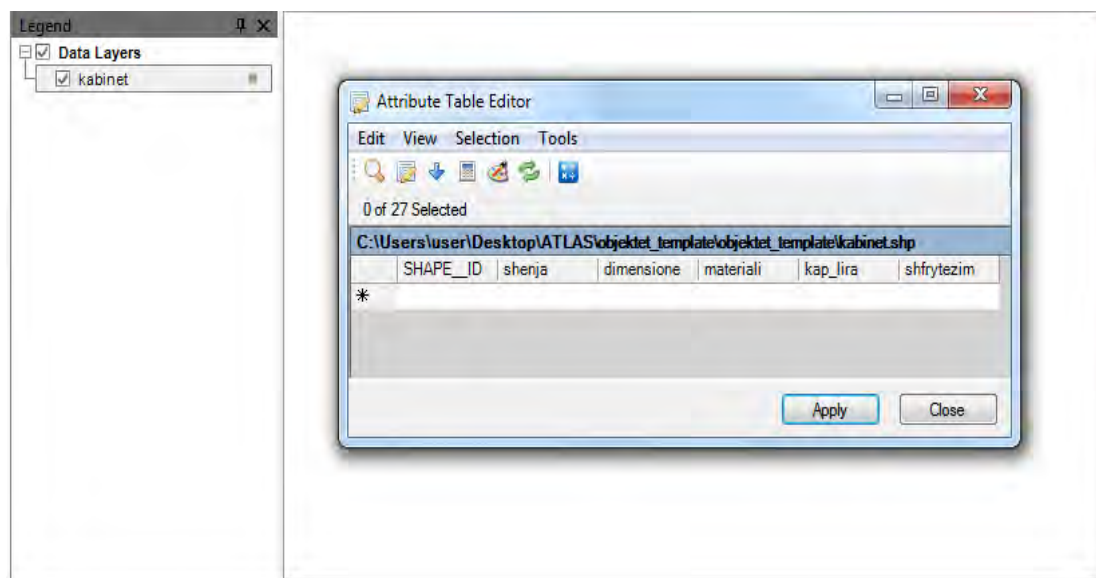 Legend
Data Layers
kabinet
Attribute Table Editor
Edit View Selection Tools
0 of 27 Selected
C:\Users\user\Desktop\ATLAS\objektet_template\objektet_template\kabinet.shp
SHAPE__ID shenja dimensione materiali kap_lira shfrytezim
Apply Close